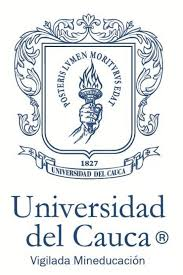 POSTERIS LVMEN MORITVRVS EDAT
1827
UNIVERSIDAD DEL CAUCA
Universidad
del Cauca ®
Vigilada Mineducación